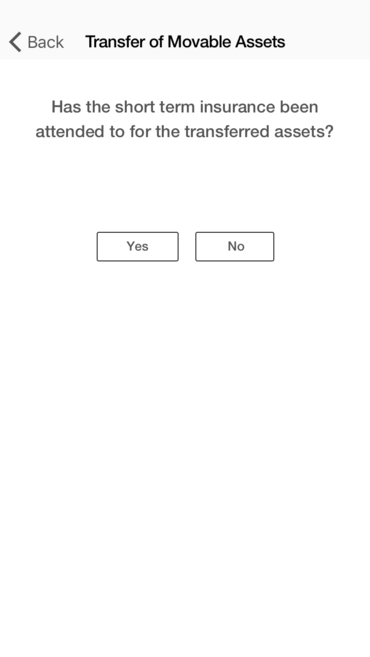 Back Transfer of Movable Assets
Has the short term insurance been
attended to for the transferred assets?
Yes No